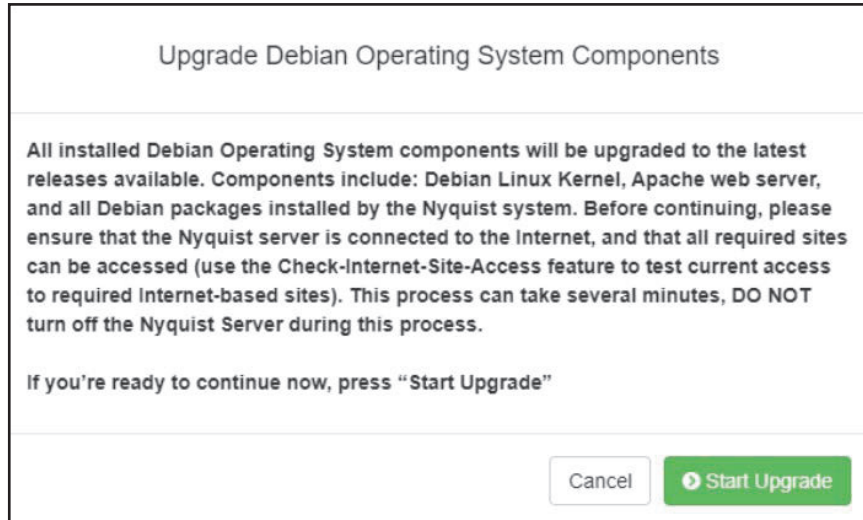 Upgrade Debian Operating System Components
All installed Debian Operating System components will be upgraded to the latest
releases available. Components include: Debian Linux Kernel, Apache web server,
and all Debian packages installed by the Nyquist system. Before continuing, please
ensure that the Nyquist server is connected to the Internet, and that all required sites
can be accessed (use the Check-Internet-Site-Access feature to test current access
to required Internet-based sites). This process can take several minutes, DO NOT
turn off the Nyquist Server during this process.
If you’re ready to continue now, press “Start Upgrade”
Cancel
Start Upgrade